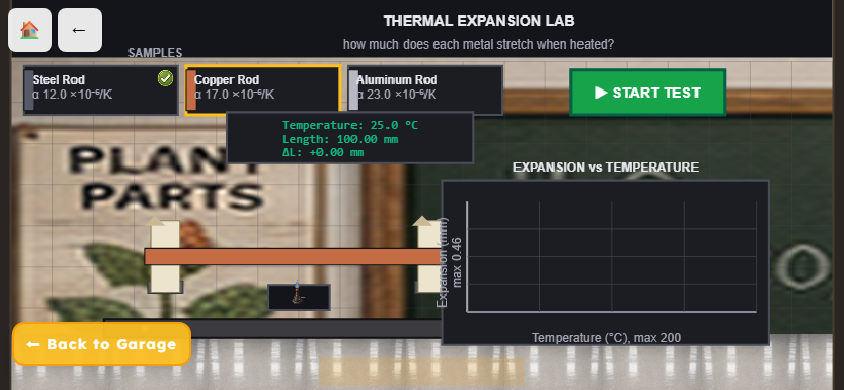 THERMAL EXPANSION LAB
how much does each metal stretch when heated?
←
SAMPLES
Steel Rod
α 12.0 ×10⁻⁶/K
Copper Rod
α 17.0 ×10⁻⁶/K
Aluminum Rod
α 23.0 ×10⁻⁶/K
▶ START TEST
Temperature: 25.0 °C
Length: 100.00 mm
ΔL: +0.00 mm
PLANT
PARTS
EXPANSION vs TEMPERATURE
Expansion (mm)
max 0.46
Temperature (°C), max 200
← Back to Garage